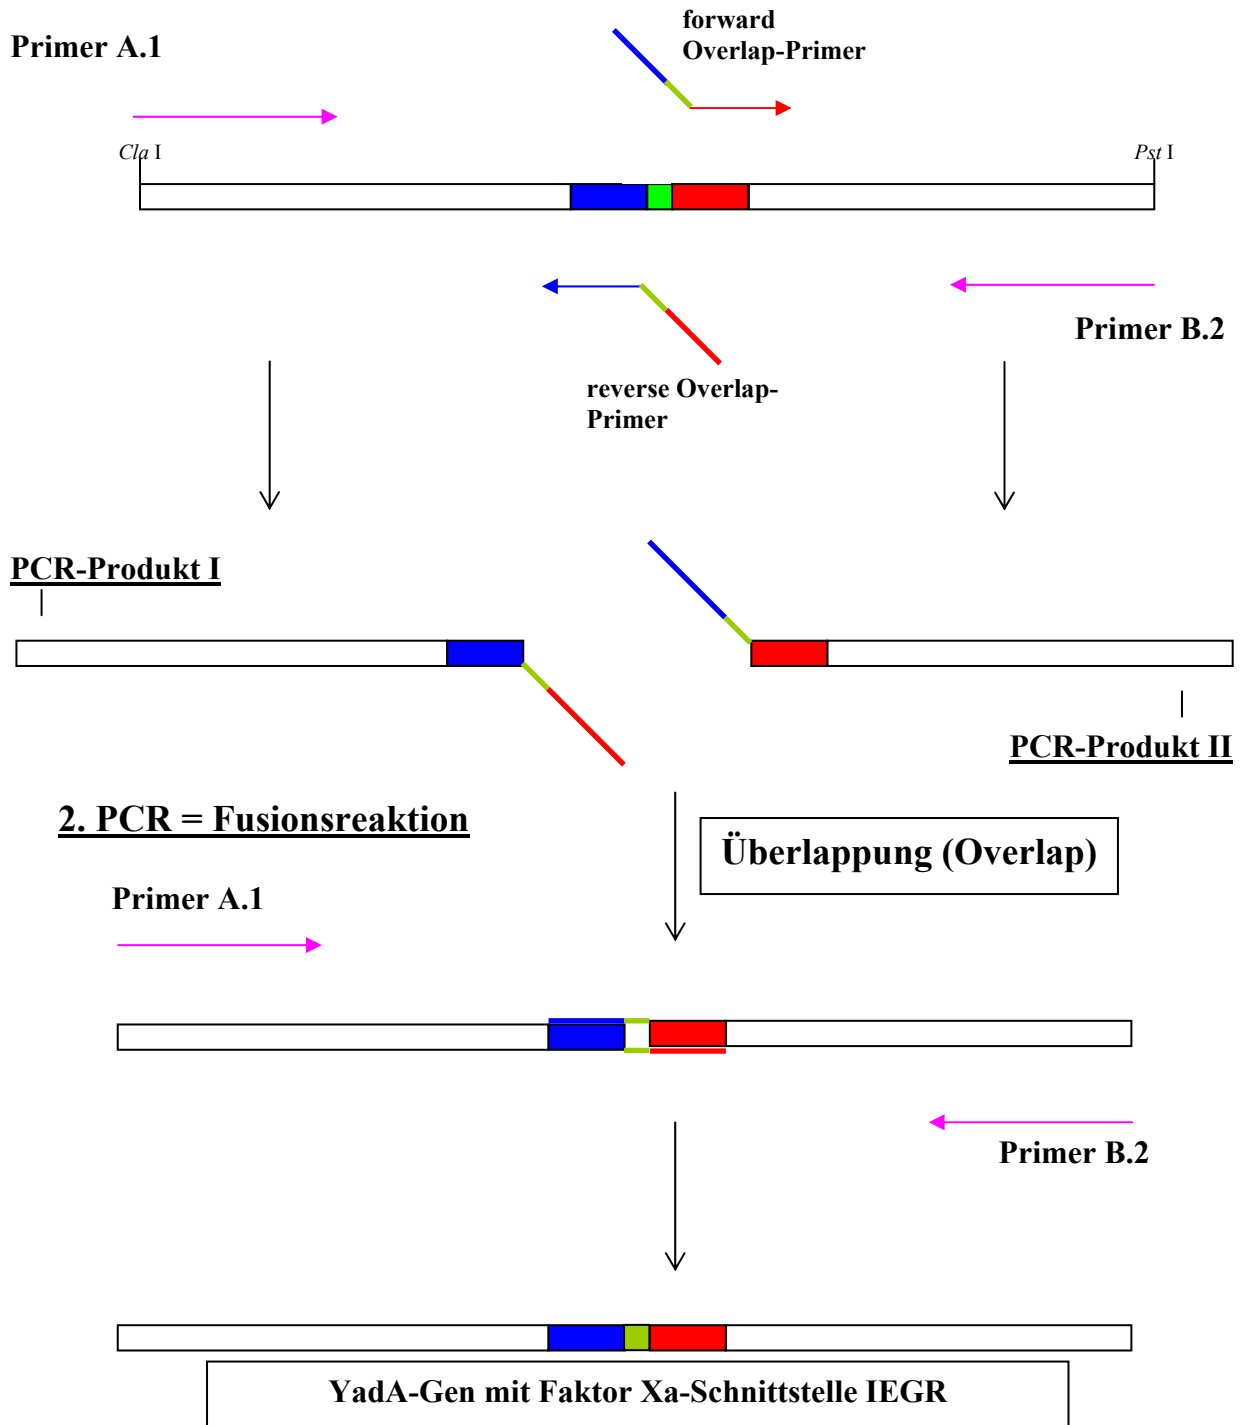 Primer A.1
forward
Overlap-Primer
Cla I
Pst I
Primer B.2
reverse Overlap-
Primer
PCR-Produkt I
PCR-Produkt II
2. PCR = Fusionsreaktion
Überlappung (Overlap)
Primer A.1
Primer B.2
YadA-Gen mit Faktor Xa-Schnittstelle IEGR